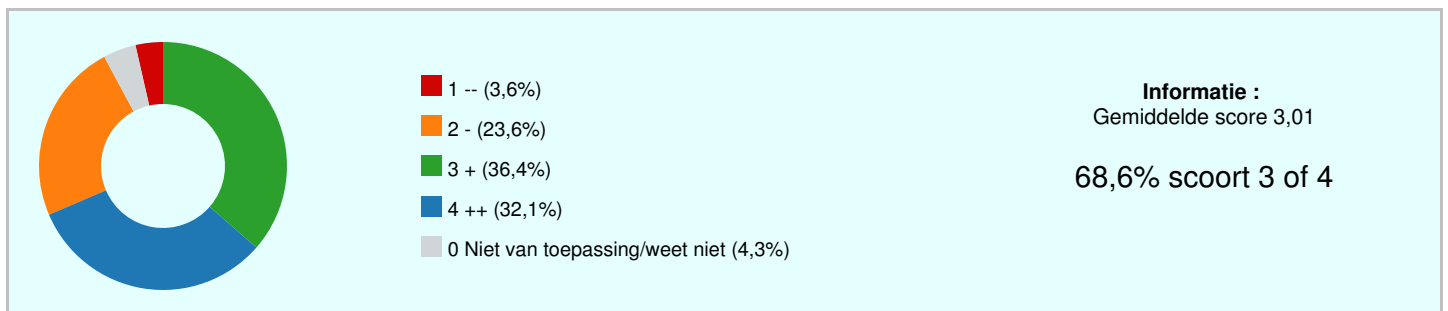 1 -- (3,6%)
2 - (23,6%)
3 + (36,4%)
4 ++ (32,1%)
0 Niet van toepassing/weet niet (4,3%)
Informatie :
Gemiddelde score 3,01
68,6% scoort 3 of 4